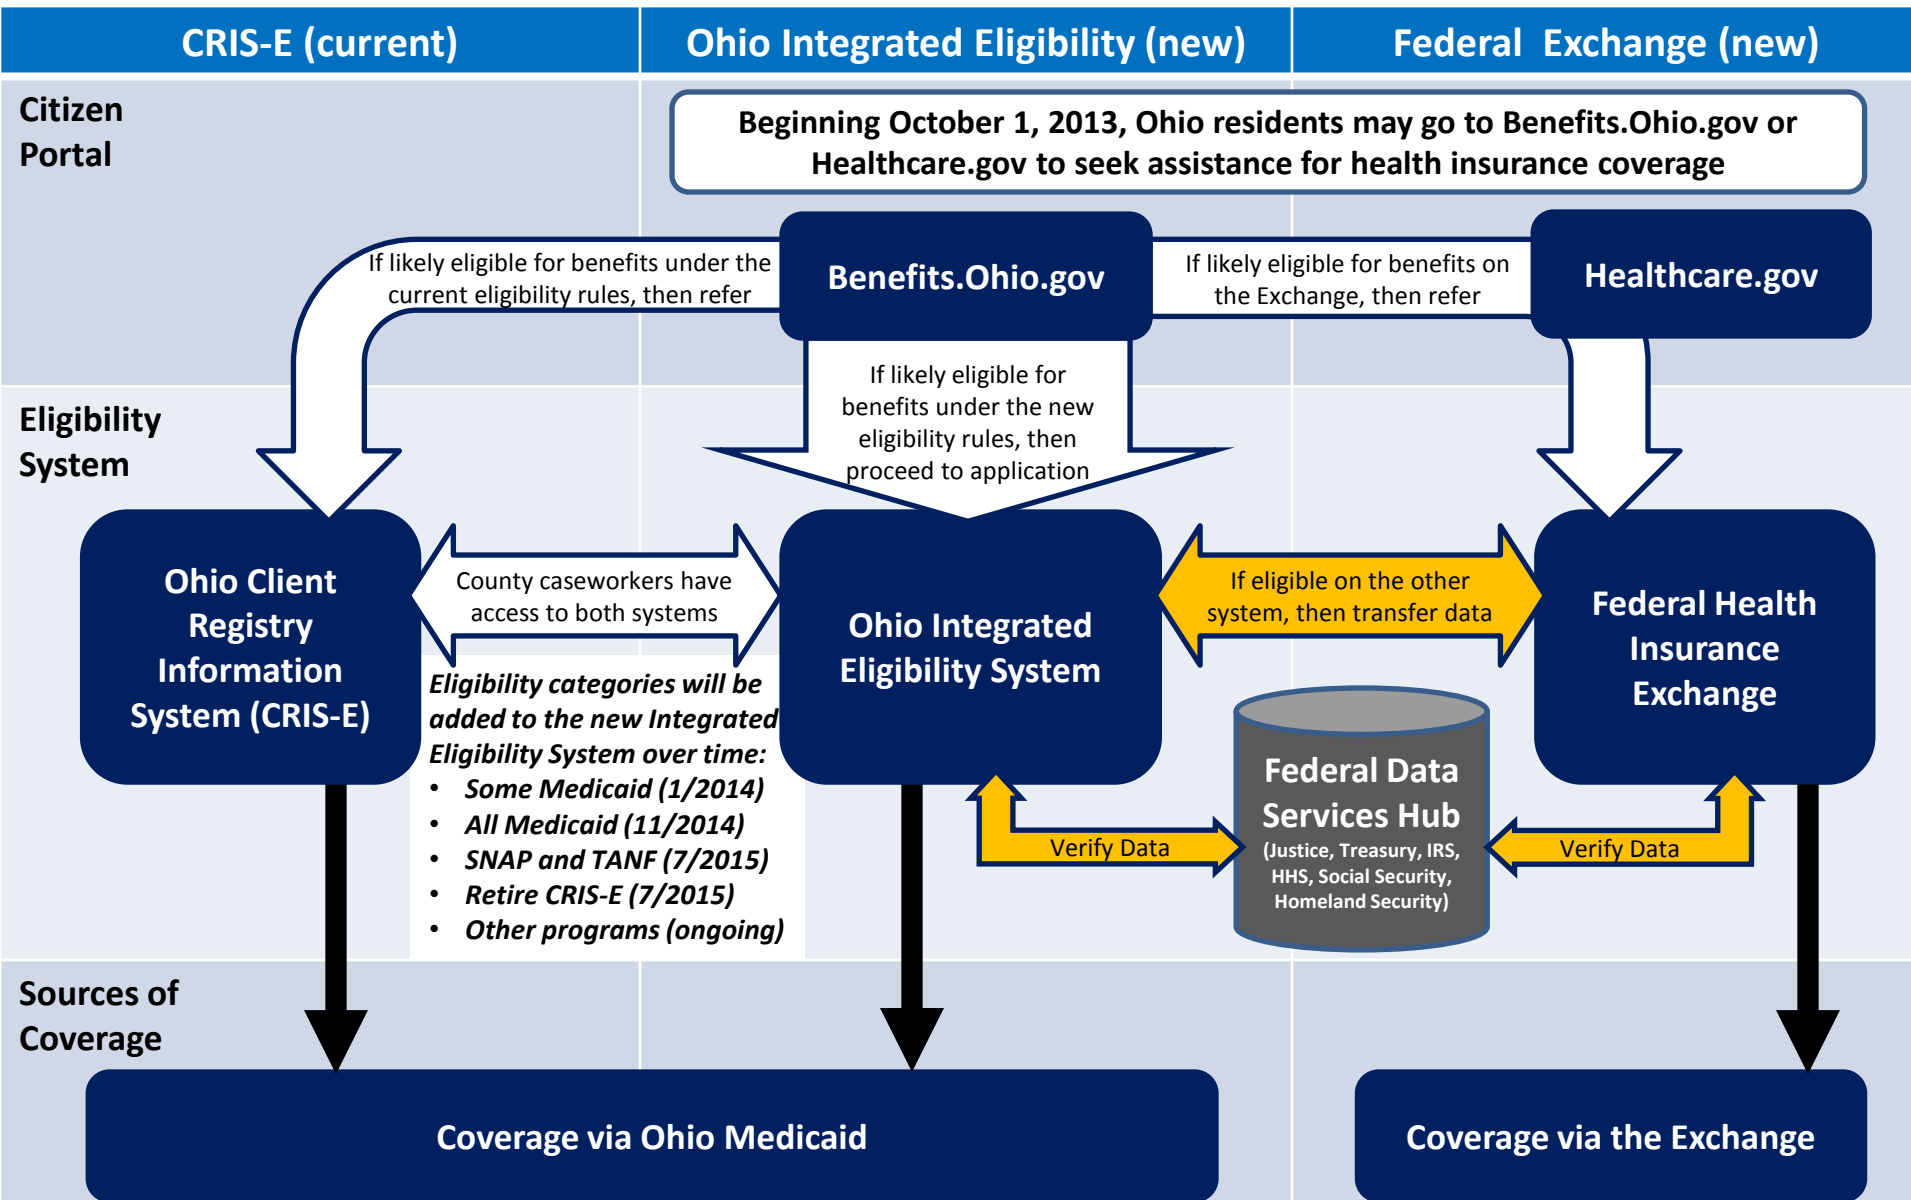 CRIS-E (current)
Ohio Integrated Eligibility (new)
Federal Exchange (new)
Citizen
Portal
Beginning October 1, 2013, Ohio residents may go to Benefits.Ohio.gov or
Healthcare.gov to seek assistance for health insurance coverage
If likely eligible for benefits under the
current eligibility rules, then refer
Benefits.Ohio.gov
If likely eligible for benefits on
the Exchange, then refer
Healthcare.gov
If likely eligible for
benefits under the new
eligibility rules, then
proceed to application
Eligibility
System
Ohio Client
Registry
Information
System (CRIS-E)
County caseworkers have
access to both systems
Ohio Integrated
Eligibility System
If eligible on the other
system, then transfer data
Federal Health
Insurance
Exchange
Eligibility categories will be
added to the new Integrated
Eligibility System over time:
• Some Medicaid (1/2014)
• All Medicaid (11/2014)
• SNAP and TANF (7/2015)
• Retire CRIS-E (7/2015)
• Other programs (ongoing)
Verify Data
Federal Data
Services Hub
(Justice, Treasury, IRS,
HHS, Social Security,
Homeland Security)
Verify Data
Sources of
Coverage
Coverage via Ohio Medicaid
Coverage via the Exchange